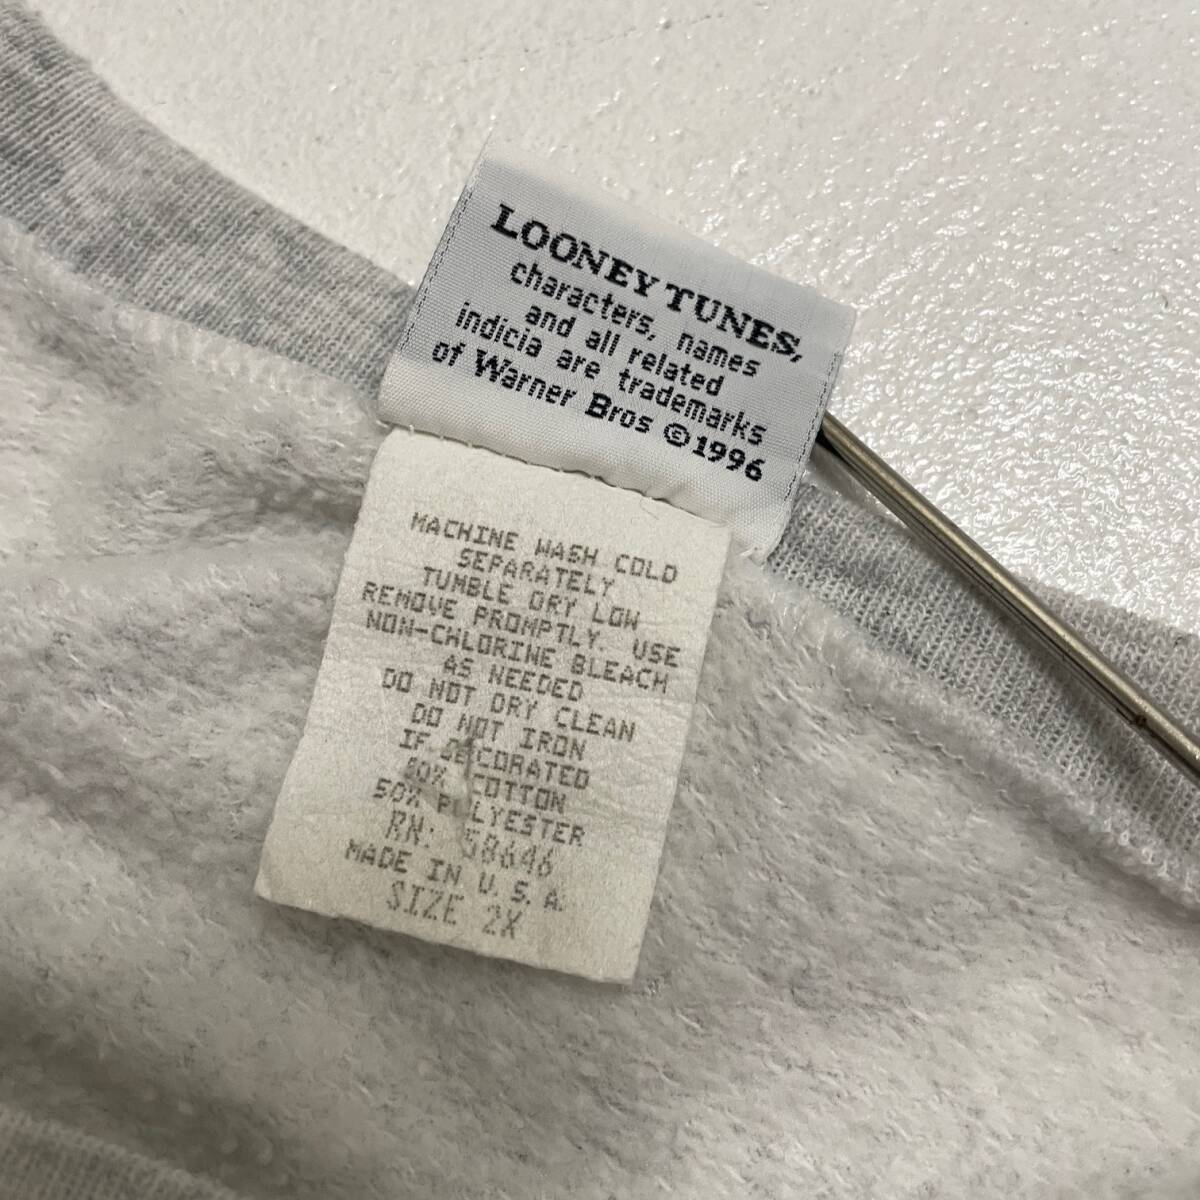 LOONEY TUNES,
characters, names
and all related
indicia are trademarks
of Warner Bros ©1996
MACHINE WASH COLD
SEPARATELY
TUMBLE DRY LOW
REMOVE PROMPTLY. USE
NON-CHLORINE BLEACH
AS NEEDED
DO NOT DRY CLEAN
DO NOT IRON
IF DECORATED
50% COTTON
50% POLYESTER
RN: 58646
MADE IN U.S.A.
SIZE 2X